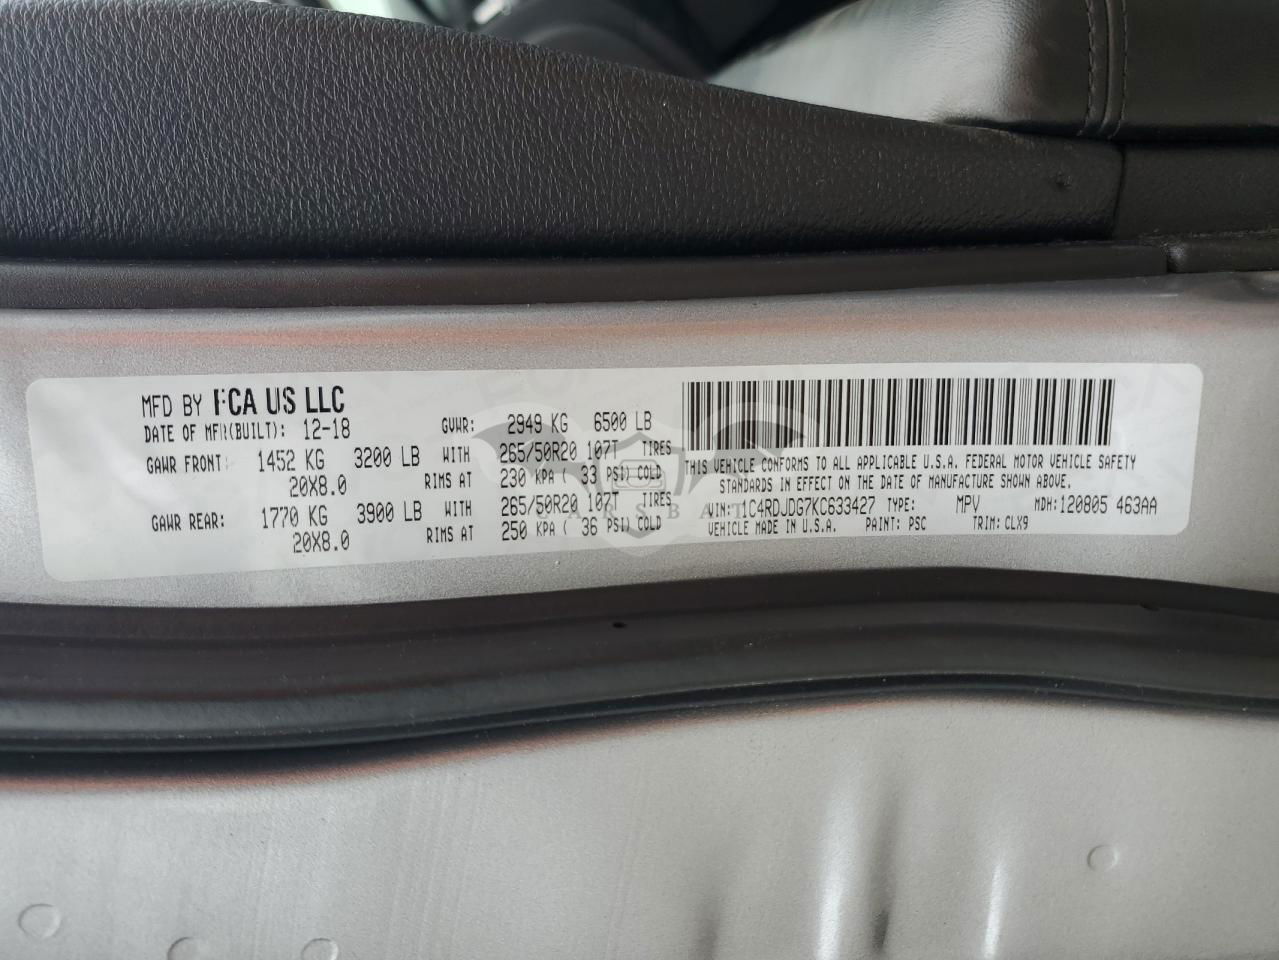 MFD BY FCA US LLC
DATE OF MFR(BUILT): 12-18 GVWR: 2949 KG 6500 LB
GAWR FRONT: 1452 KG 3200 LB WITH 265/50R20 107T TIRES
20X8.0 RIMS AT 230 KPA ( 33 PSI) COLD
GAWR REAR: 1770 KG 3900 LB WITH 265/50R20 107T TIRES
20X8.0 RIMS AT 250 KPA ( 36 PSI) COLD
THIS VEHICLE CONFORMS TO ALL APPLICABLE U.S.A. FEDERAL MOTOR VEHICLE SAFETY
STANDARDS IN EFFECT ON THE DATE OF MANUFACTURE SHOWN ABOVE.
VIN: 1C4RDJDG7KC633427 TYPE: MPV MDH:120805 463AA
VEHICLE MADE IN U.S.A. PAINT: PSC TRIM: CLX9
CARSBAT